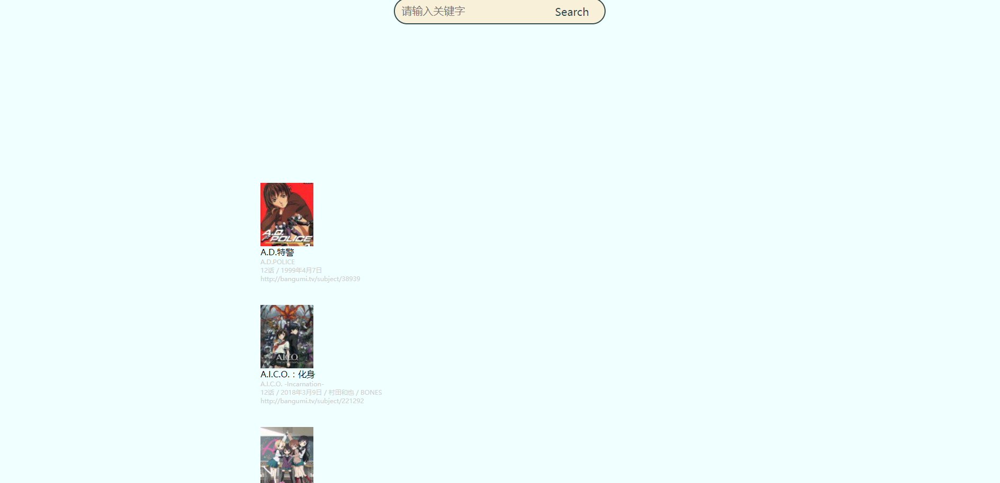 请输入关键字 Search
A.D.
POLICE
A.D.特警
A.D.POLICE
12话 / 1999年4月7日
http://bangumi.tv/subject/38939
A.I.C.O.
Incarnation
A.I.C.O.：化身
A.I.C.O. -Incarnation-
12话 / 2018年3月9日 / 村田和也 / BONES
http://bangumi.tv/subject/221292